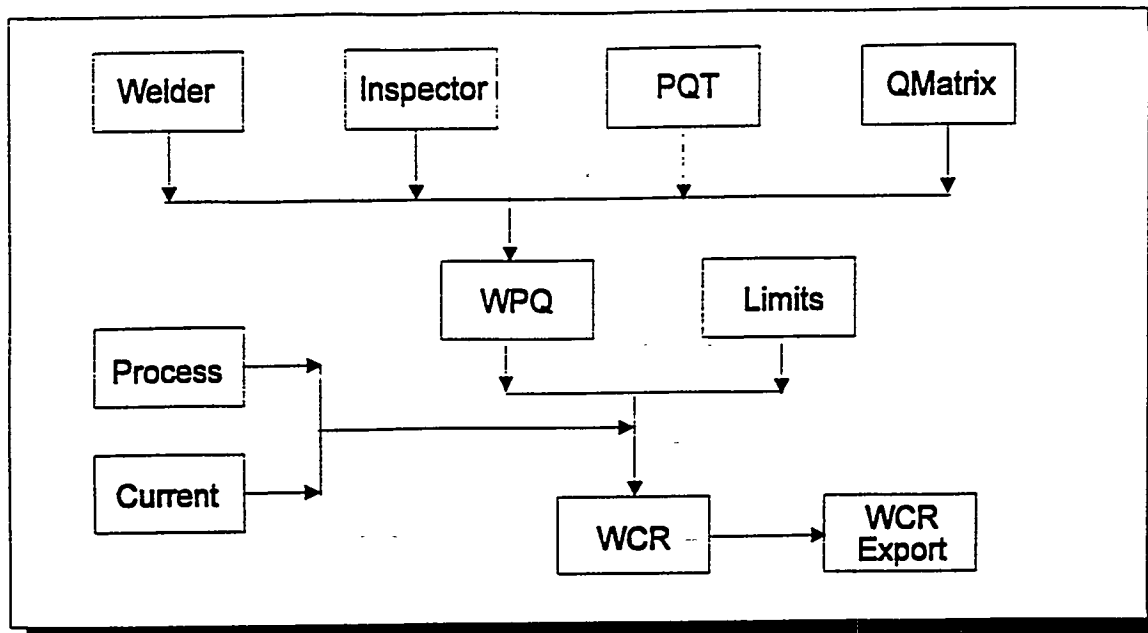 Welder
Inspector
PQT
QMatrix
WPQ
Limits
Process
Current
WCR
WCR
Export